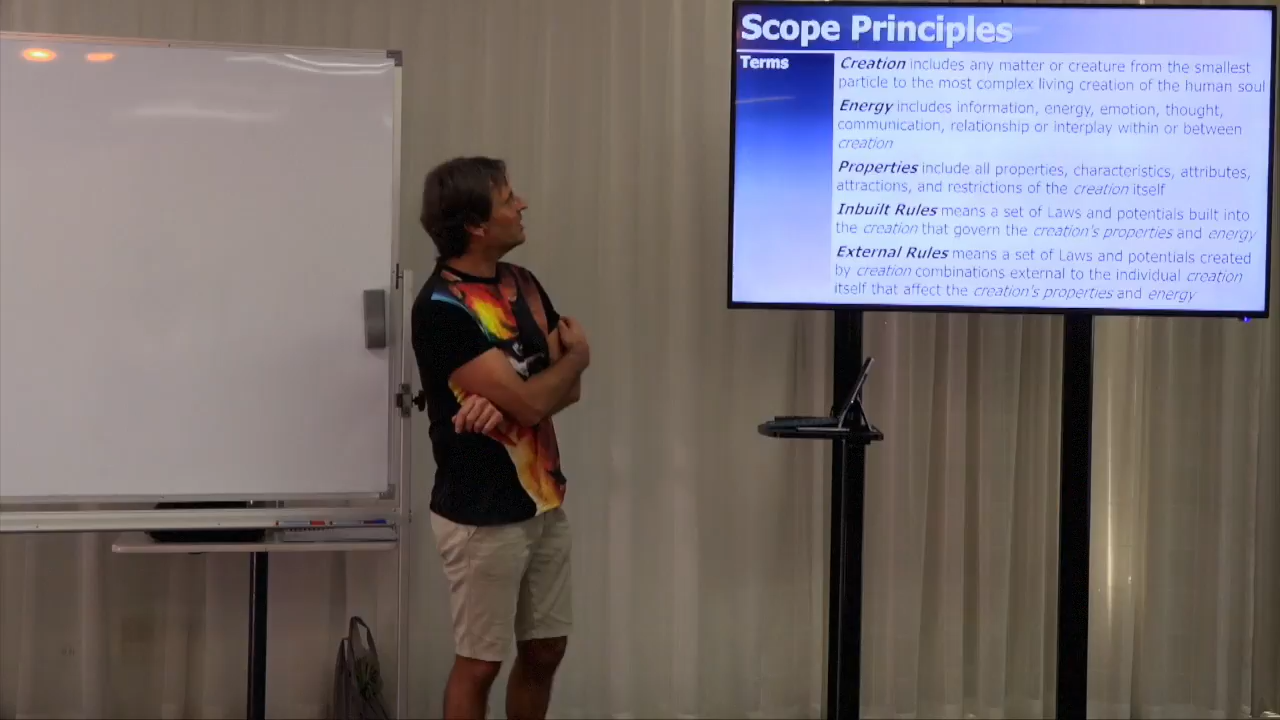 Scope Principles
Terms
Creation includes any matter or creature from the smallest
particle to the most complex living creation of the human soul
Energy includes information, energy, emotion, thought,
communication, relationship or interplay within or between
creation
Properties include all properties, characteristics, attributes,
attractions, and restrictions of the creation itself
Inbuilt Rules means a set of Laws and potentials built into
the creation that govern the creation's properties and energy
External Rules means a set of Laws and potentials created
by creation combinations external to the individual creation
itself that affect the creation's properties and energy